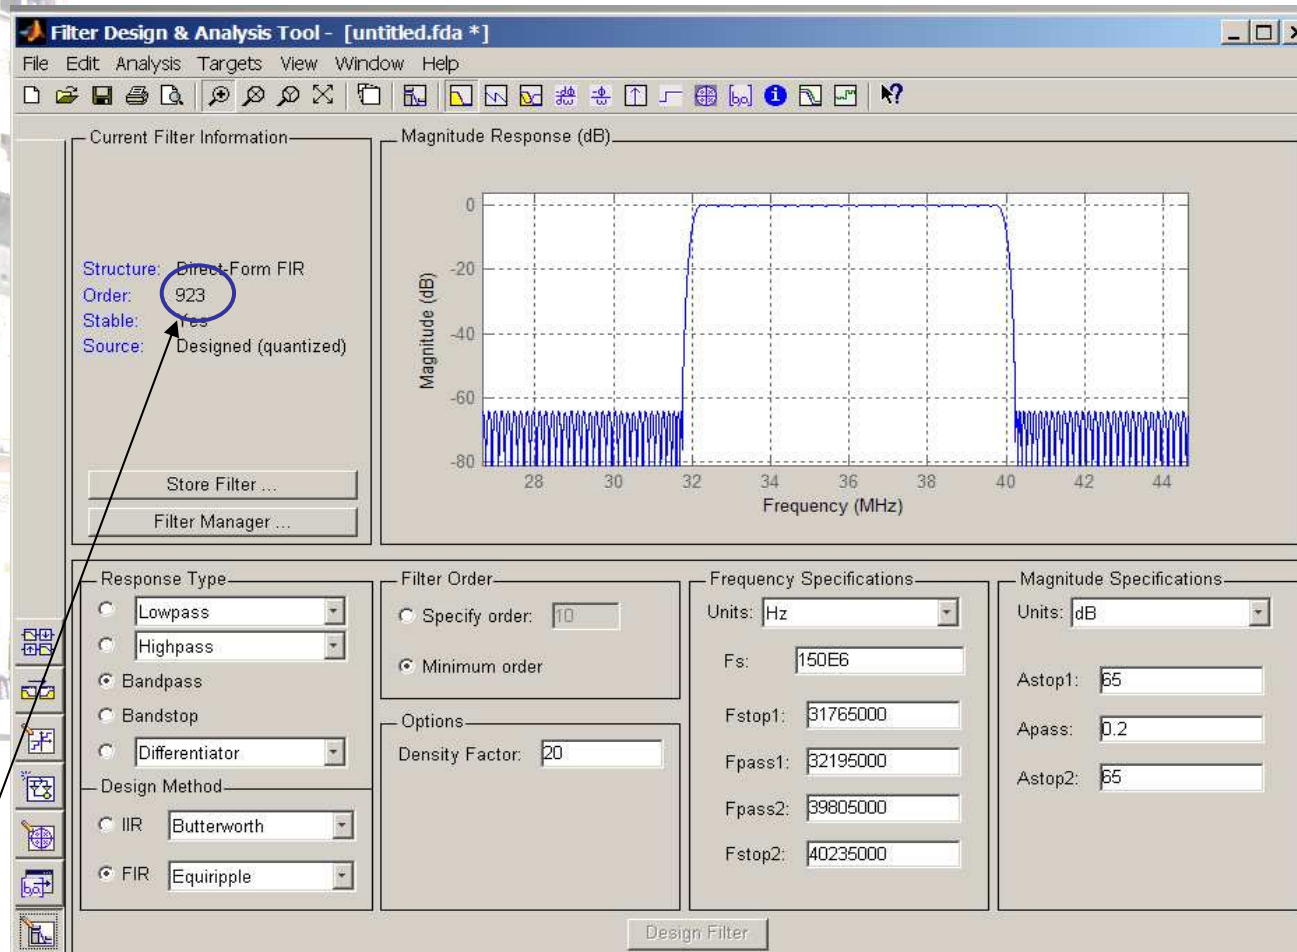 Filter Design & Analysis Tool - [untitled.fda *]
File Edit Analysis Targets View Window Help
Current Filter Information
Structure: Direct-Form FIR
Order: 923
Stable: Yes
Source: Designed (quantized)
Store Filter ...
Filter Manager ...
Magnitude Response (dB)
Magnitude (dB)
0
-20
-40
-60
-80
28 30 32 34 36 38 40 42 44
Frequency (MHz)
Response Type
Lowpass
Highpass
Bandpass
Bandstop
Differentiator
Design Method
IIR Butterworth
FIR Equiripple
Filter Order
Specify order: 10
Minimum order
Options
Density Factor: 20
Frequency Specifications
Units: Hz
Fs: 150E6
Fstop1: 31765000
Fpass1: 32195000
Fpass2: 39805000
Fstop2: 40235000
Magnitude Specifications
Units: dB
Astop1: 65
Apass: 0.2
Astop2: 65
Design Filter